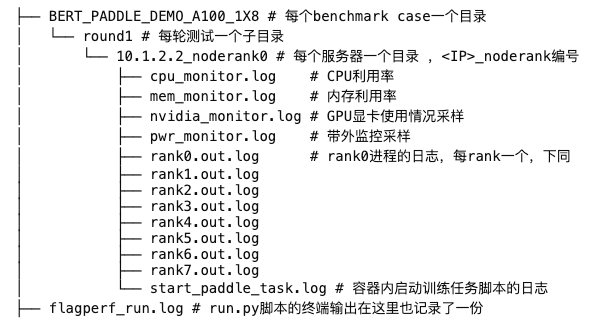 ├── BERT_PADDLE_DEMO_A100_1X8 # 每个benchmark case一个目录
│   └── round1 # 每轮测试一个子目录
│       └── 10.1.2.2_noderank0 # 每个服务器一个目录 ，<IP>_noderank编号
│           ├── cpu_monitor.log    # CPU利用率
│           ├── mem_monitor.log    # 内存利用率
│           ├── nvidia_monitor.log # GPU显卡使用情况采样
│           ├── pwr_monitor.log    # 带外监控采样
│           ├── rank0.out.log      # rank0进程的日志，每rank一个，下同
│           ├── rank1.out.log
│           ├── rank2.out.log
│           ├── rank3.out.log
│           ├── rank4.out.log
│           ├── rank5.out.log
│           ├── rank6.out.log
│           ├── rank7.out.log
│           └── start_paddle_task.log # 容器内启动训练任务脚本的日志
├── flagperf_run.log # run.py脚本的终端输出在这里也记录了一份